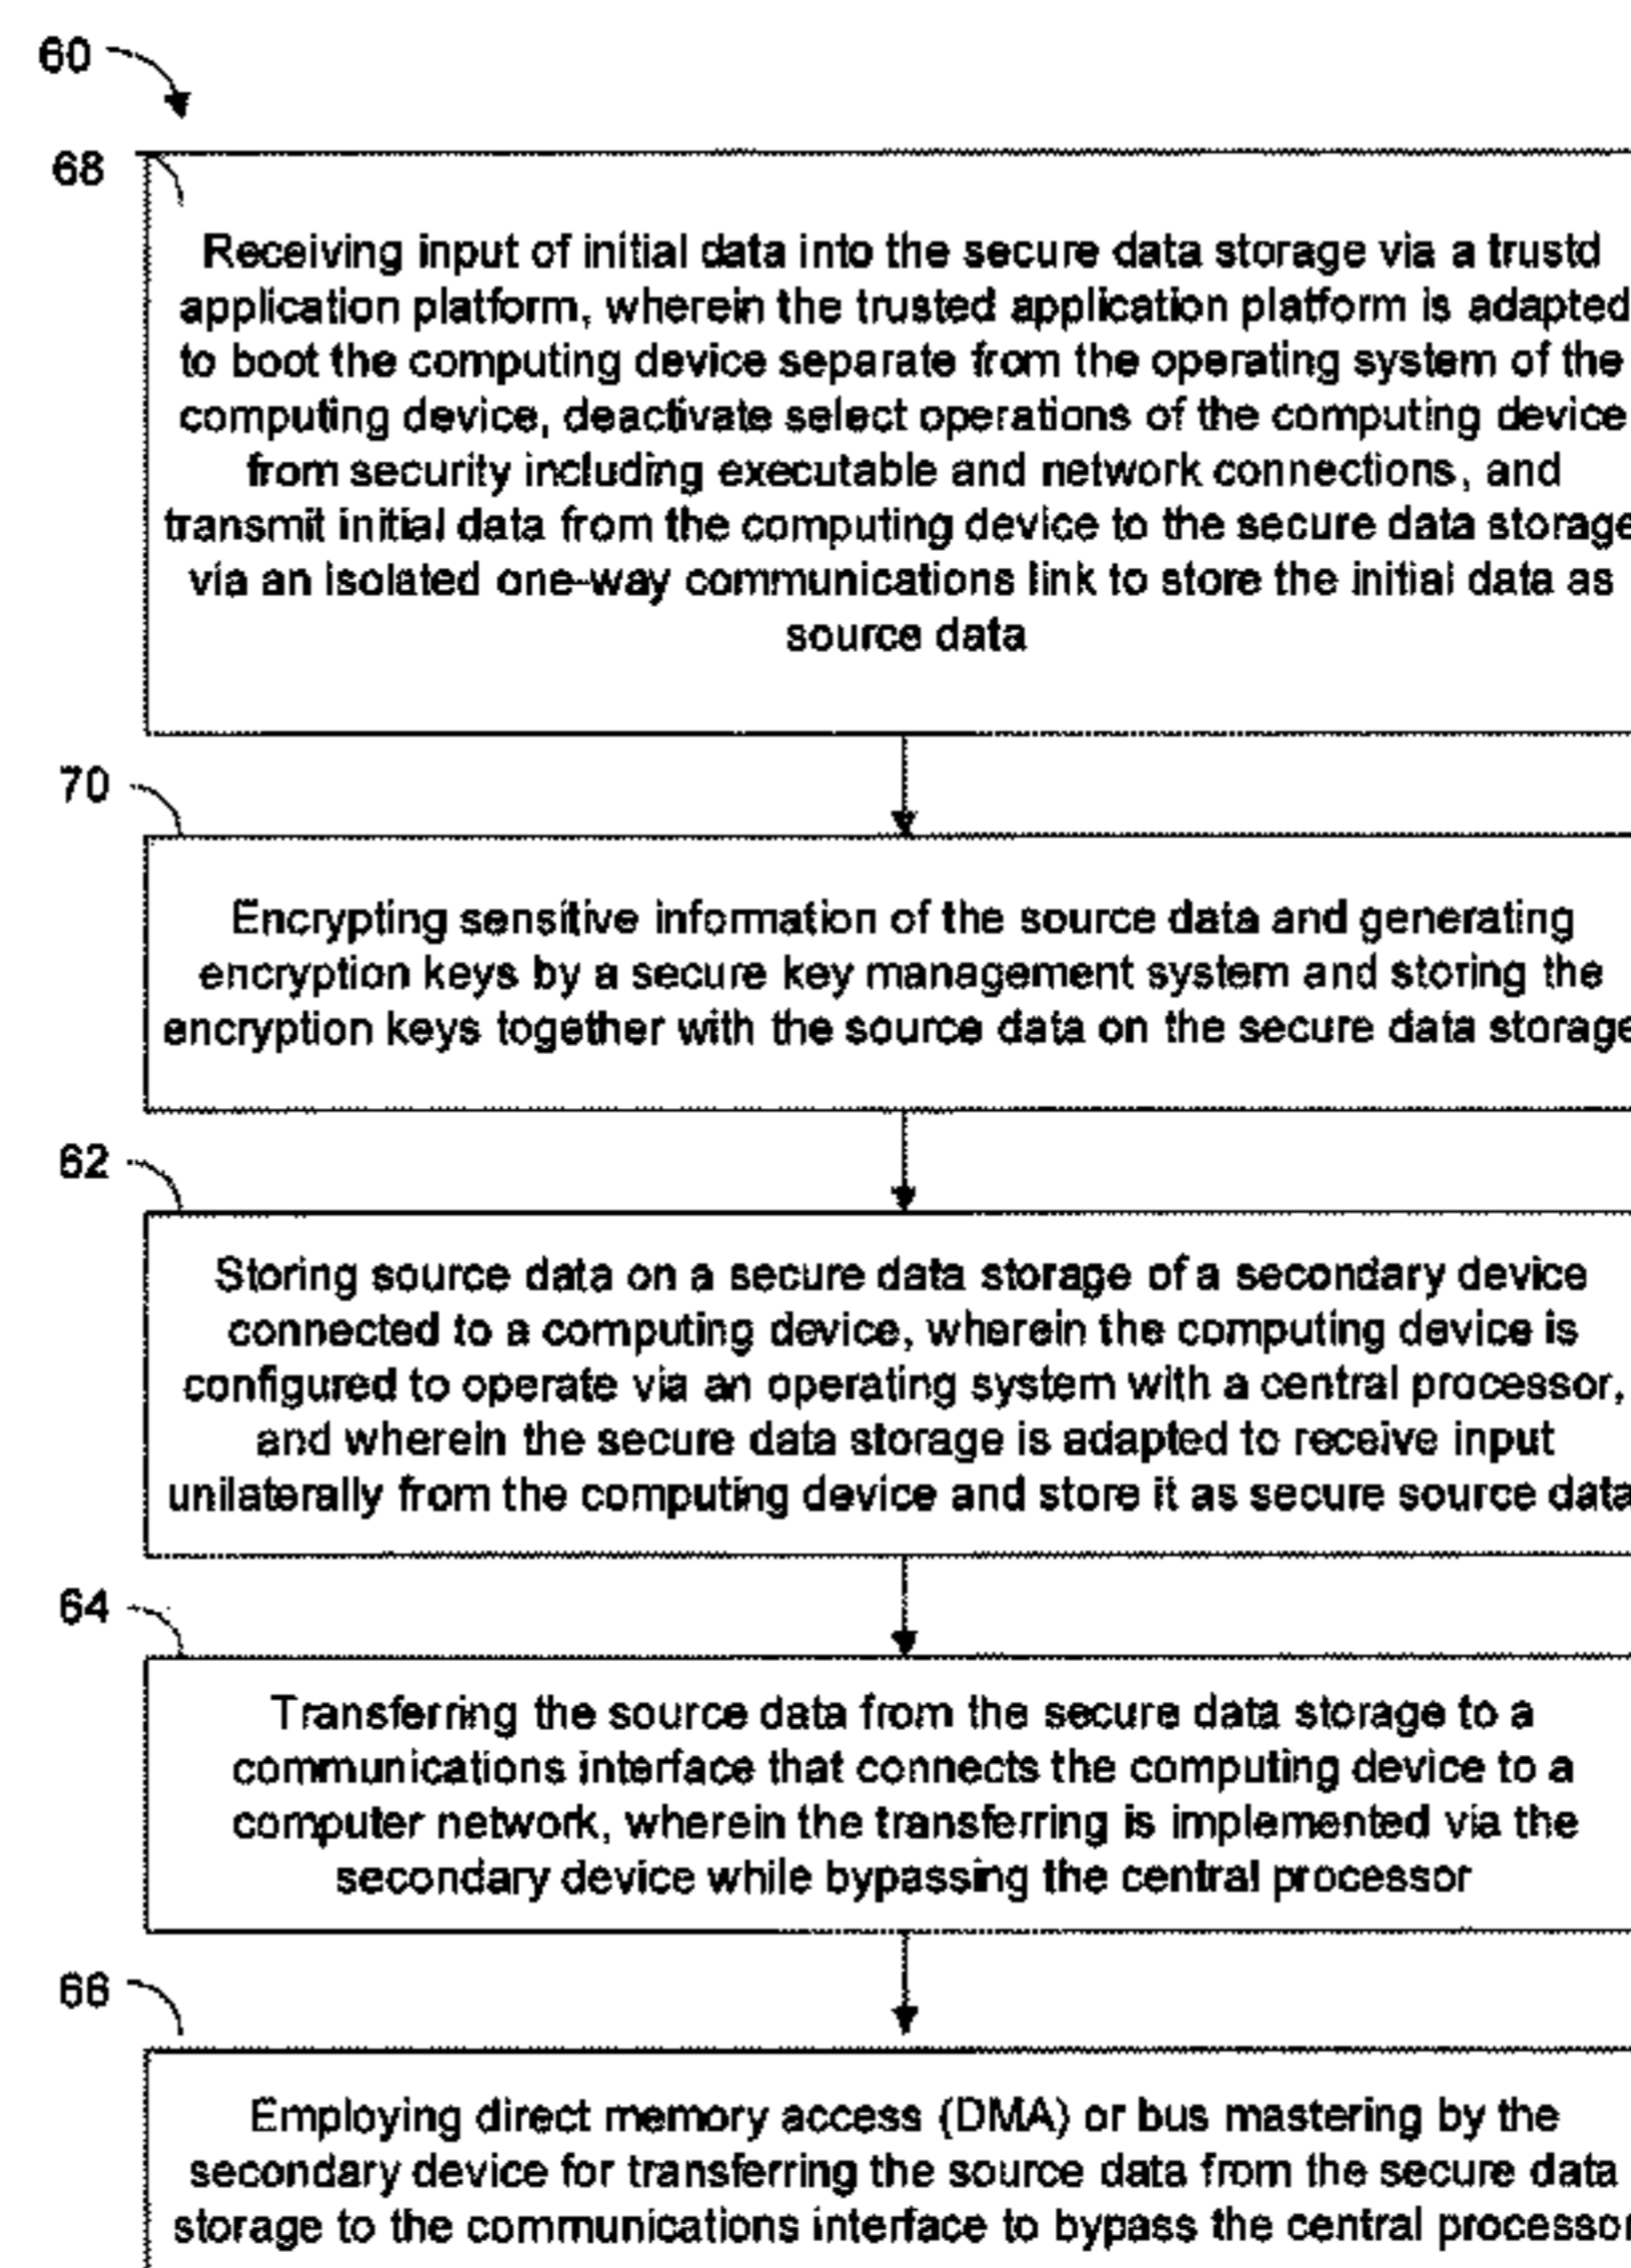 60
68
Receiving input of initial data into the secure data storage via a trustd
application platform, wherein the trusted application platform is adapted
to boot the computing device separate from the operating system of the
computing device, deactivate select operations of the computing device
from security including executable and network connections, and
transmit initial data from the computing device to the secure data storage
via an isolated one-way communications link to store the initial data as
source data
70
Encrypting sensitive information of the source data and generating
encryption keys by a secure key management system and storing the
encryption keys together with the source data on the secure data storage
62
Storing source data on a secure data storage of a secondary device
connected to a computing device, wherein the computing device is
configured to operate via an operating system with a central processor,
and wherein the secure data storage is adapted to receive input
unilaterally from the computing device and store it as secure source data
64
Transferring the source data from the secure data storage to a
communications interface that connects the computing device to a
computer network, wherein the transferring is implemented via the
secondary device while bypassing the central processor
66
Employing direct memory access (DMA) or bus mastering by the
secondary device for transferring the source data from the secure data
storage to the communications interface to bypass the central processor